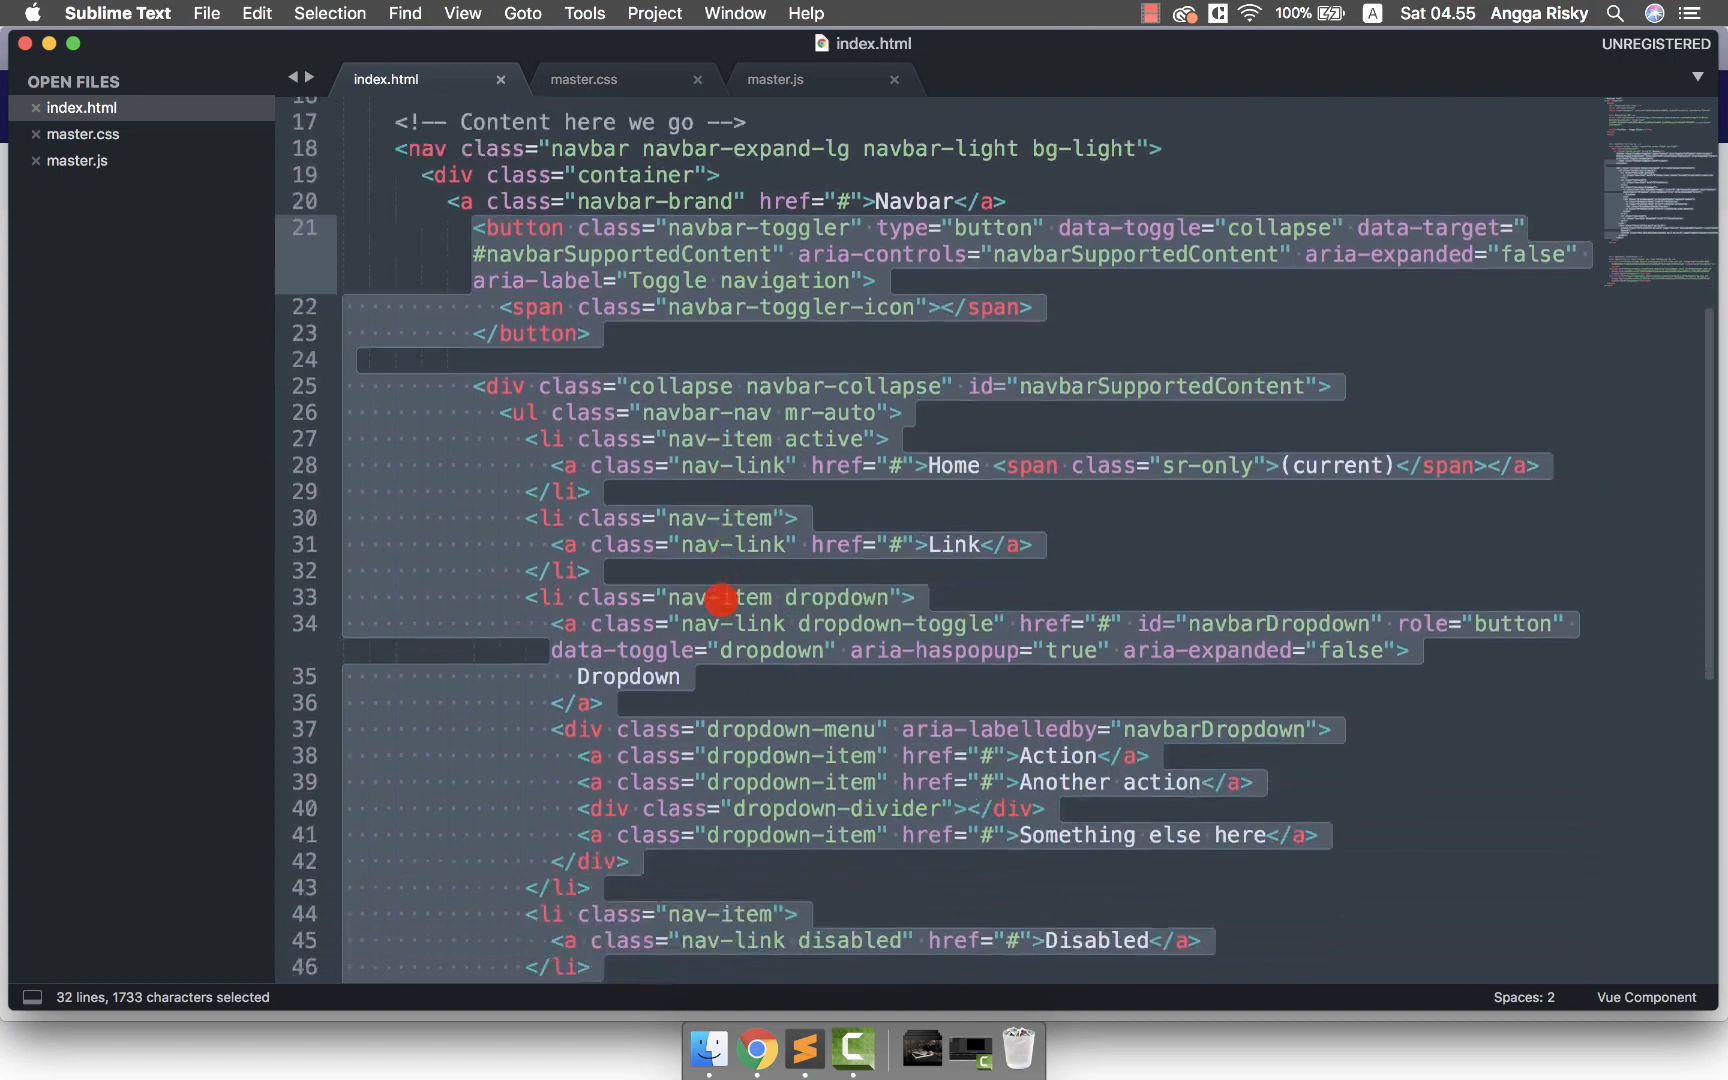 Sublime Text File Edit Selection Find View Goto Tools Project Window Help 100% A Sat 04.55 Angga Risky
index.html UNREGISTERED
OPEN FILES
index.html
master.css
master.js
index.html master.css master.js
17 <!-- Content here we go -->
18 <nav class="navbar navbar-expand-lg navbar-light bg-light">
19 <div class="container">
20 <a class="navbar-brand" href="#">Navbar</a>
21 <button class="navbar-toggler" type="button" data-toggle="collapse" data-target="
#navbarSupportedContent" aria-controls="navbarSupportedContent" aria-expanded="false"
aria-label="Toggle navigation">
22 <span class="navbar-toggler-icon"></span>
23 </button>
24
25 <div class="collapse navbar-collapse" id="navbarSupportedContent">
26 <ul class="navbar-nav mr-auto">
27 <li class="nav-item active">
28 <a class="nav-link" href="#">Home <span class="sr-only">(current)</span></a>
29 </li>
30 <li class="nav-item">
31 <a class="nav-link" href="#">Link</a>
32 </li>
33 <li class="nav-item dropdown">
34 <a class="nav-link dropdown-toggle" href="#" id="navbarDropdown" role="button"
data-toggle="dropdown" aria-haspopup="true" aria-expanded="false">
35 Dropdown
36 </a>
37 <div class="dropdown-menu" aria-labelledby="navbarDropdown">
38 <a class="dropdown-item" href="#">Action</a>
39 <a class="dropdown-item" href="#">Another action</a>
40 <div class="dropdown-divider"></div>
41 <a class="dropdown-item" href="#">Something else here</a>
42 </div>
43 </li>
44 <li class="nav-item">
45 <a class="nav-link disabled" href="#">Disabled</a>
46 </li>
32 lines, 1733 characters selected Spaces: 2 Vue Component